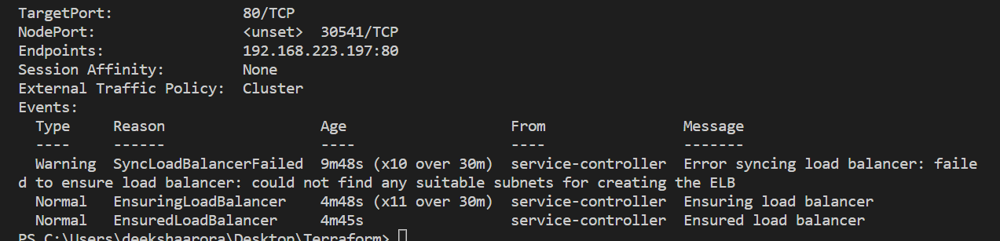 TargetPort:               80/TCP
NodePort:                 <unset>  30541/TCP
Endpoints:                192.168.223.197:80
Session Affinity:         None
External Traffic Policy:  Cluster
Events:
  Type     Reason                  Age                    From                Message
  ----     ------                  ----                   ----                -------
  Warning  SyncLoadBalancerFailed  9m48s (x10 over 30m)  service-controller  Error syncing load balancer: faile
d to ensure load balancer: could not find any suitable subnets for creating the ELB
  Normal   EnsuringLoadBalancer    4m48s (x11 over 30m)  service-controller  Ensuring load balancer
  Normal   EnsuredLoadBalancer     4m45s                  service-controller  Ensured load balancer
PS C:\Users\deekshaarora\Desktop\Terraform>